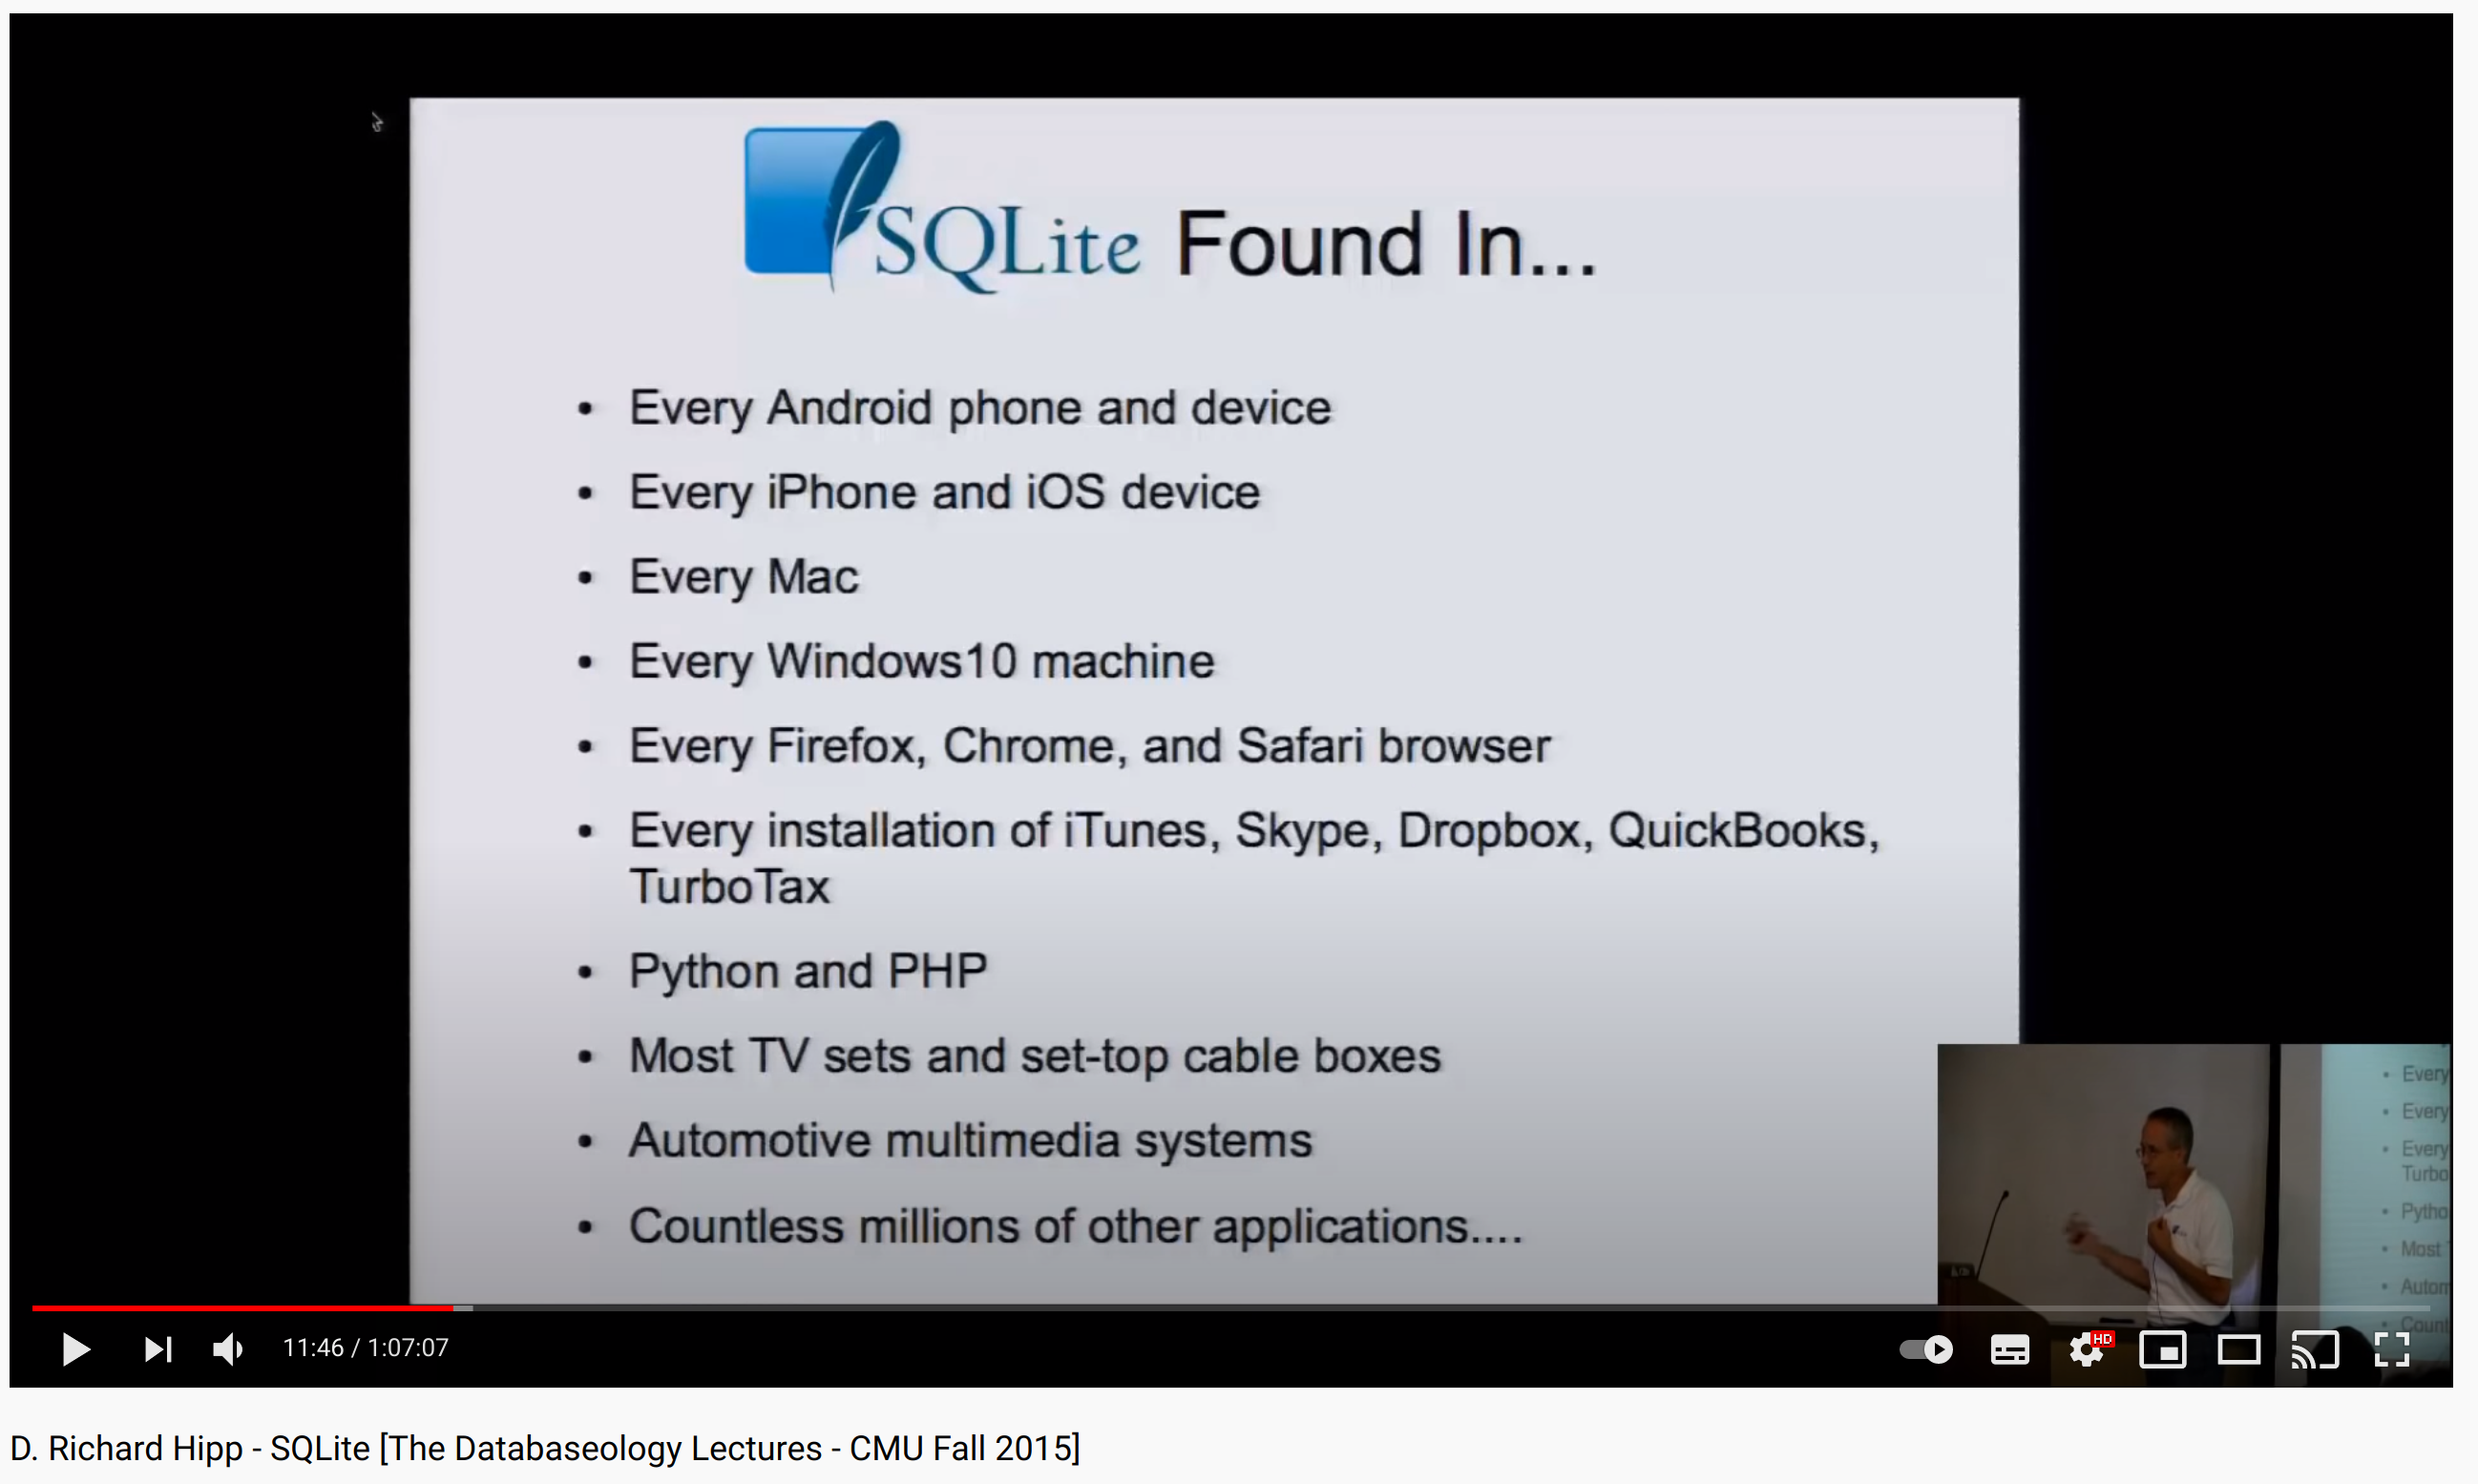 SQLite Found In...
• Every Android phone and device
• Every iPhone and iOS device
• Every Mac
• Every Windows10 machine
• Every Firefox, Chrome, and Safari browser
• Every installation of iTunes, Skype, Dropbox, QuickBooks,
TurboTax
• Python and PHP
• Most TV sets and set-top cable boxes
• Automotive multimedia systems
• Countless millions of other applications....
• Every
• Every
• Every
Turbo
• Pytho
• Most
• Autom
• Count
11:46 / 1:07:07
HD
D. Richard Hipp - SQLite [The Databaseology Lectures - CMU Fall 2015]